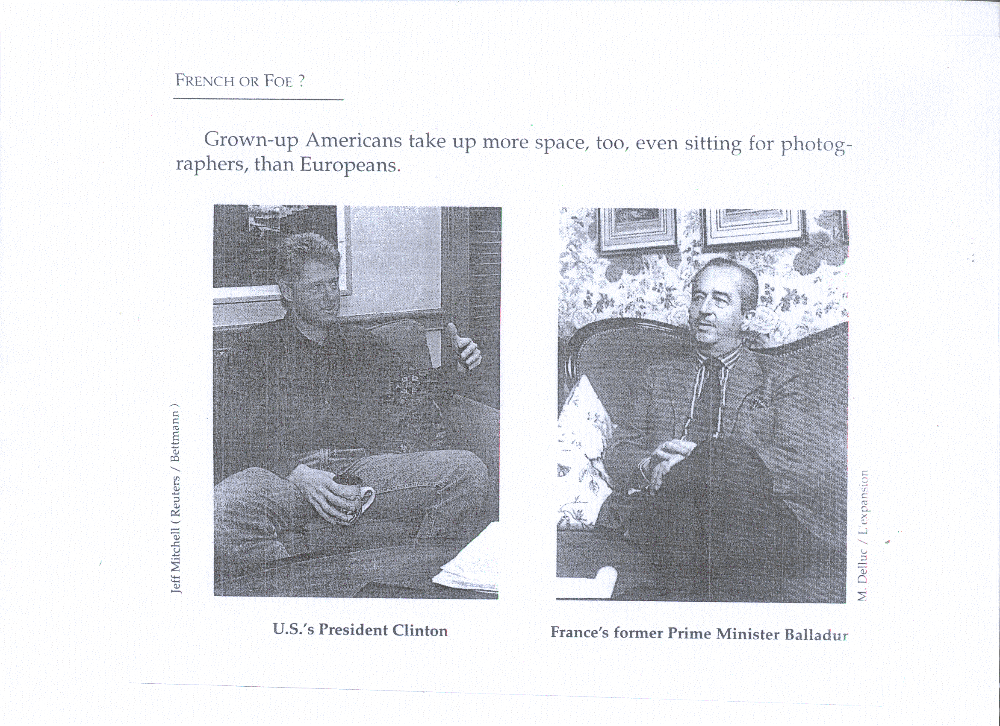 FRENCH OR FOE ?
Grown-up Americans take up more space, too, even sitting for photog-
raphers, than Europeans.
Jeff Mitchell ( Reuters / Bettmann )
M. Delluc / L'expansion
U.S.'s President Clinton
France's former Prime Minister Balladur